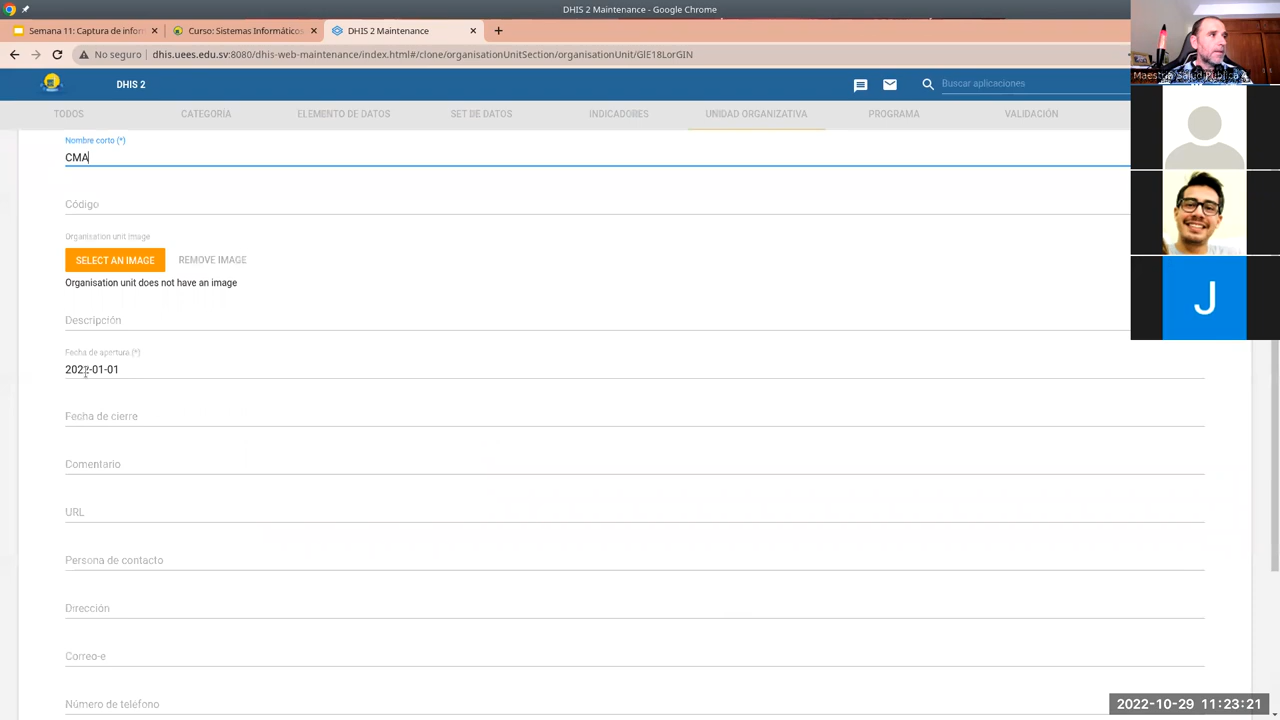 DHIS 2 Maintenance - Google Chrome
Semana 11: Captura de infor
Curso: Sistemas Informáticos
DHIS 2 Maintenance
No seguro
dhis.uees.edu.sv:8080/dhis-web-maintenance/index.html#/clone/organisationUnitSection/organisationUnit/GlE18LorGIN
DHIS 2
Buscar aplicaciones
Maestría Salud Pública 4
TODOS
CATEGORÍA
ELEMENTO DE DATOS
SET DE DATOS
INDICADORES
UNIDAD ORGANIZATIVA
PROGRAMA
VALIDACIÓN
Nombre corto (*)
CMA
Código
Organisation unit image
SELECT AN IMAGE
REMOVE IMAGE
Organisation unit does not have an image
J
Descripción
Fecha de apertura (*)
2022-01-01
Fecha de cierre
Comentario
URL
Persona de contacto
Dirección
Correo-e
Número de teléfono
2022-10-29 11:23:21